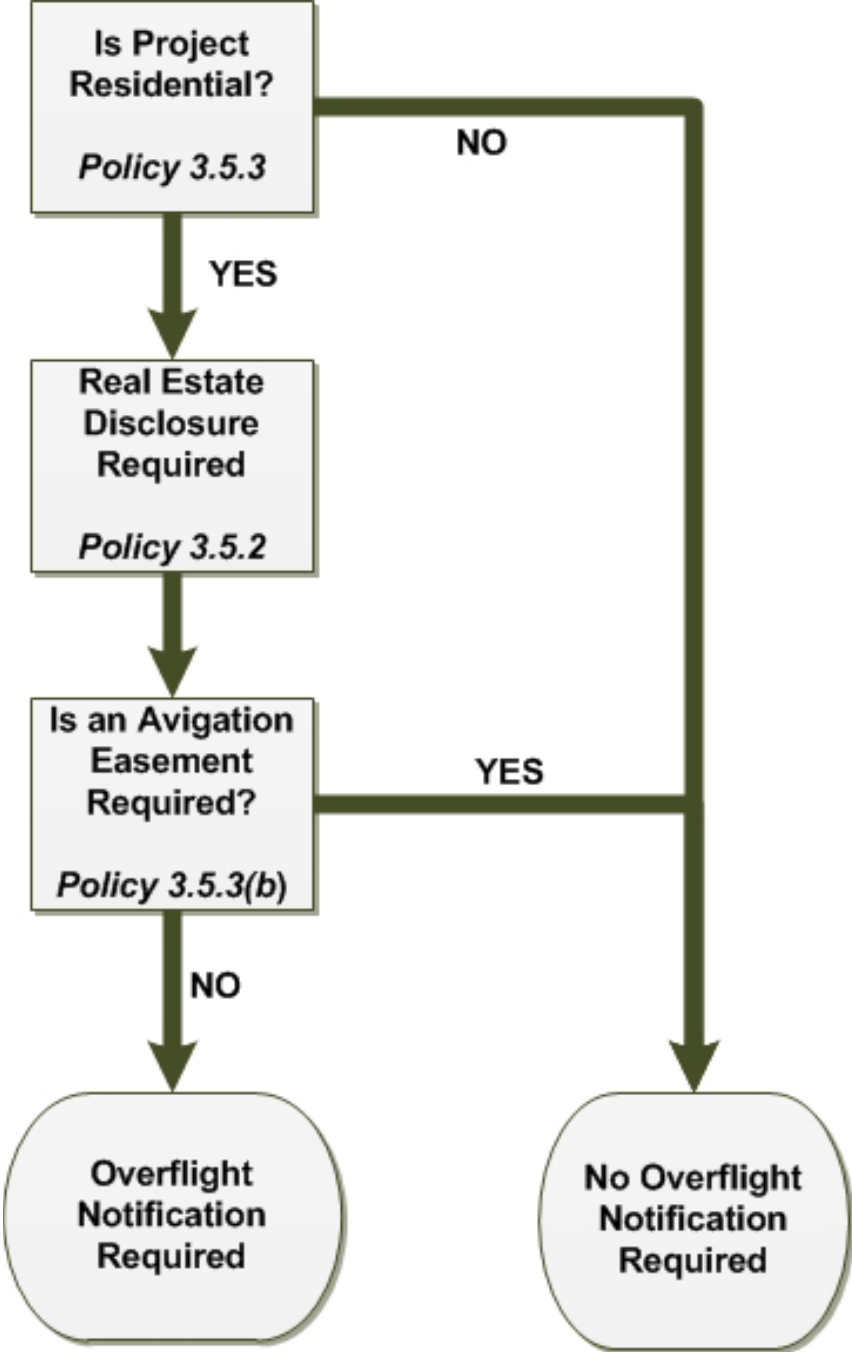 Is Project
Residential?
Policy 3.5.3
NO
YES
Real Estate
Disclosure
Required
Policy 3.5.2
Is an Avigation
Easement
Required?
Policy 3.5.3(b)
YES
NO
Overflight
Notification
Required
No Overflight
Notification
Required